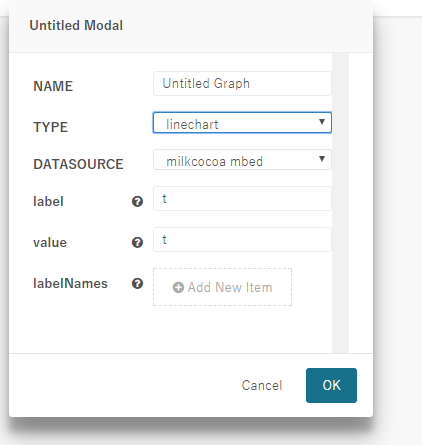 Untitled Modal
NAME Untitled Graph
TYPE linechart
DATASOURCE milkcocoa mbed
label t
value t
labelNames Add New Item
Cancel OK